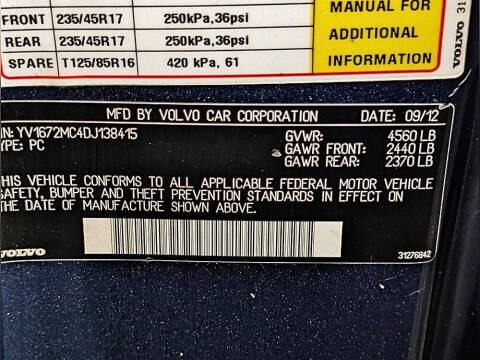 FRONT 235/45R17 250kPa,36psi
REAR 235/45R17 250kPa,36psi
SPARE T125/85R16 420 kPa, 61
MANUAL FOR
ADDITIONAL
INFORMATION
VOLVO 31
MFD BY VOLVO CAR CORPORATION DATE: 09/12
IN: YV1672MC4DJ138415
YPE: PC
GVWR: 4560 LB
GAWR FRONT: 2440 LB
GAWR REAR: 2370 LB
THIS VEHICLE CONFORMS TO ALL APPLICABLE FEDERAL MOTOR VEHICLE
SAFETY, BUMPER AND THEFT PREVENTION STANDARDS IN EFFECT ON
THE DATE OF MANUFACTURE SHOWN ABOVE.
VOLVO
31276842